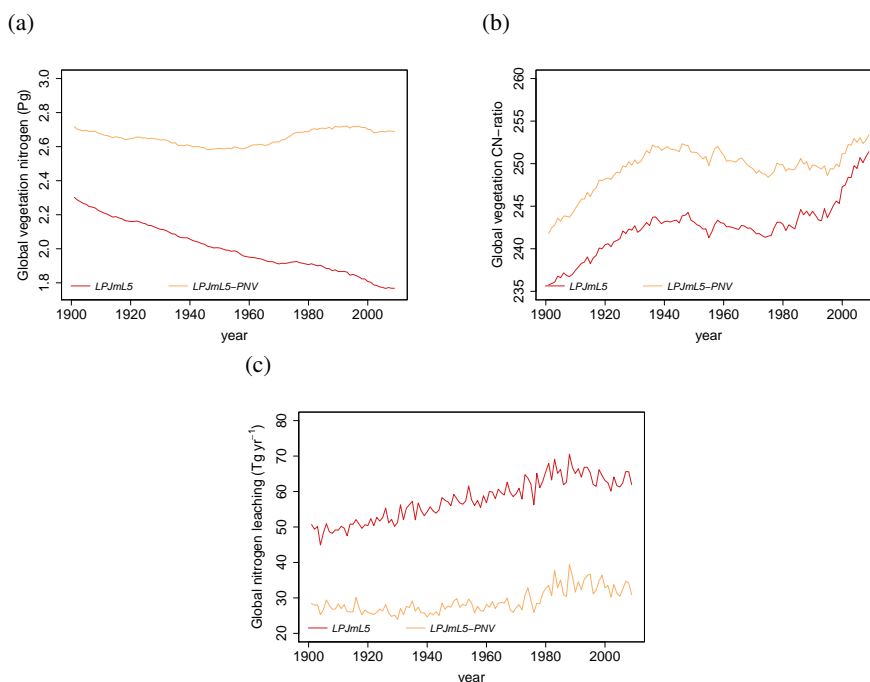 (a)
Global vegetation nitrogen (Pg)
3.0
2.8
2.6
2.4
2.2
2.0
1.8
LPJmL5 LPJmL5−PNV
1900 1920 1940 1960 1980 2000
year
(b)
Global vegetation CN−ratio
260
255
250
245
240
235
LPJmL5 LPJmL5−PNV
1900 1920 1940 1960 1980 2000
year
(c)
Global nitrogen leaching (Tg yr⁻¹)
80
70
60
50
40
30
20
LPJmL5 LPJmL5−PNV
1900 1920 1940 1960 1980 2000
year